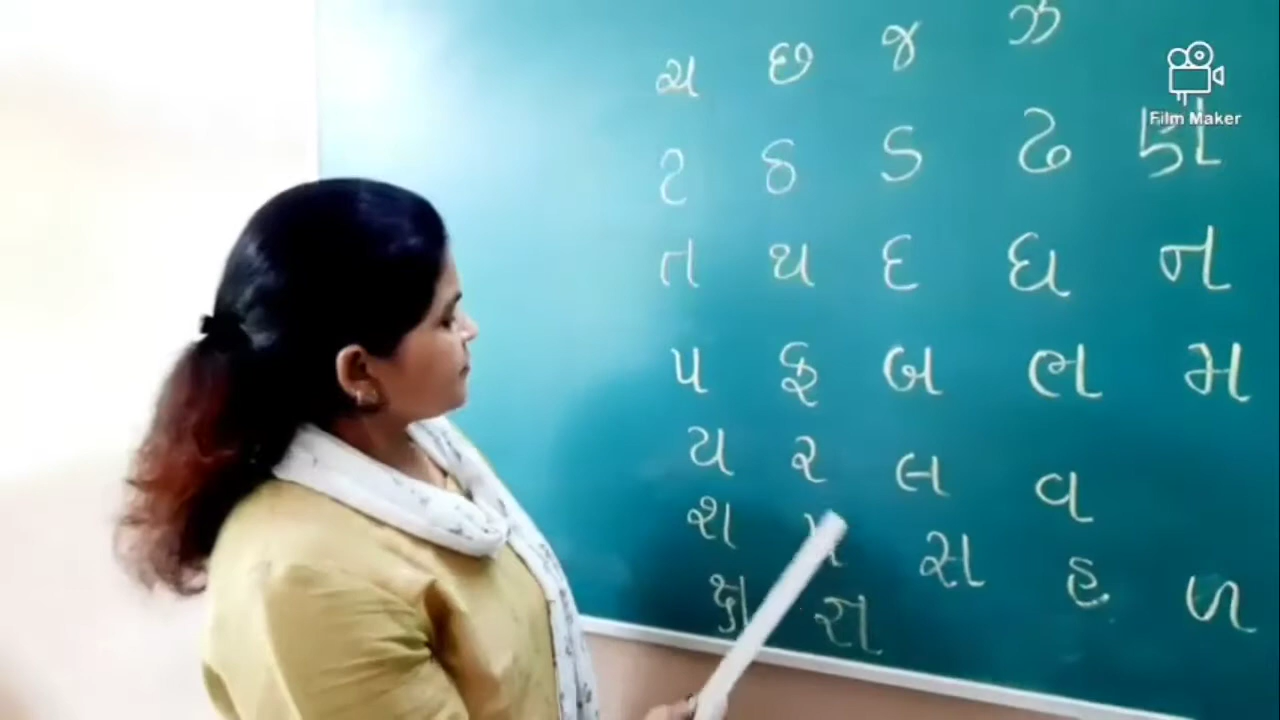 ચ છ જ ઝ
Film Maker
ટ ઠ ડ ઢ ણ
ત થ દ ધ ન
પ ફ બ ભ મ
ય ર લ વ
શ સ હ ળ
ક્ષ જ્ઞ